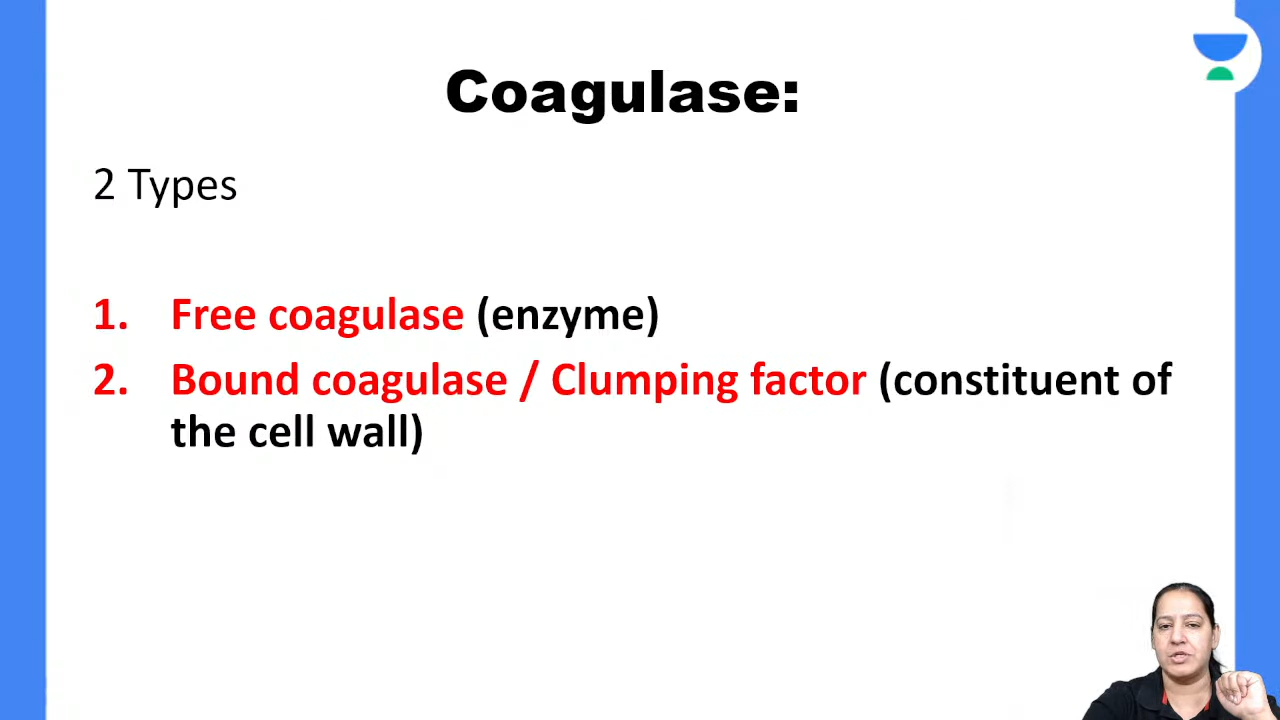 Coagulase:
2 Types
1. Free coagulase (enzyme)
2. Bound coagulase / Clumping factor (constituent of
the cell wall)